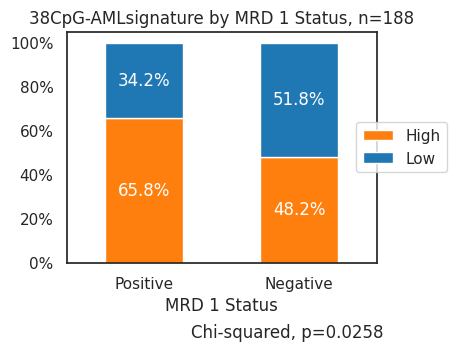 38CpG-AMLsignature by MRD 1 Status, n=188
100%
80%
60%
40%
20%
0%
34.2%
65.8%
51.8%
48.2%
High
Low
Positive
Negative
MRD 1 Status
Chi-squared, p=0.0258